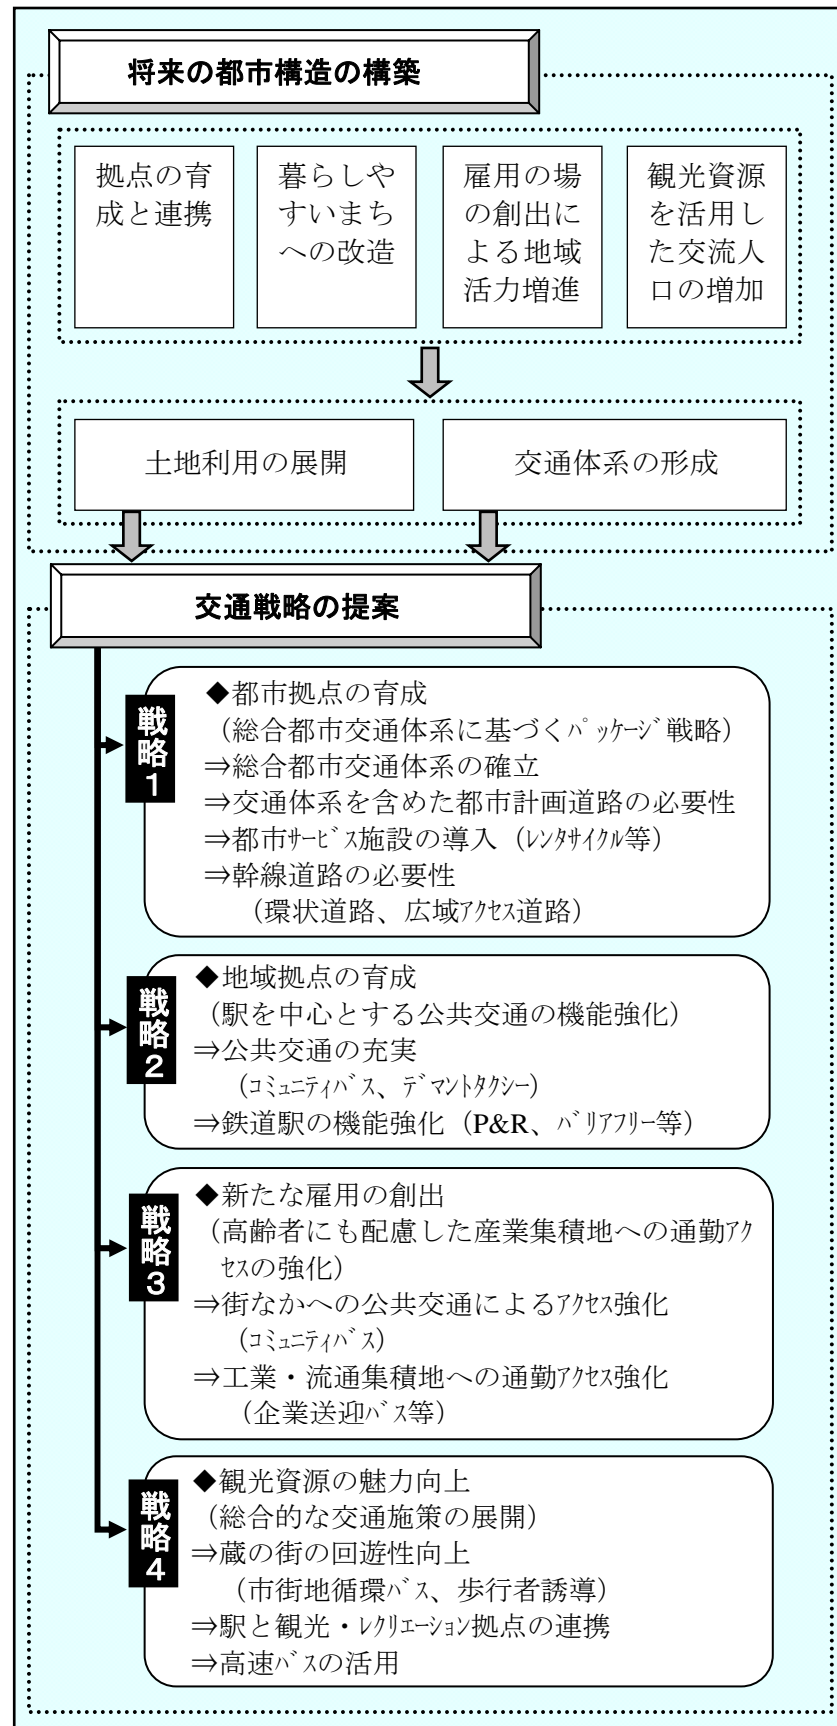 将来の都市構造の構築
拠点の育
成と連携
暮らしや
すいまち
への改造
雇用の場
の創出に
よる地域
活力増進
観光資源
を活用し
た交流人
口の増加
土地利用の展開
交通体系の形成
交通戦略の提案
戦略1
◆都市拠点の育成
（総合都市交通体系に基づくﾊﾟｯｹｰｼﾞ戦略）
⇒総合都市交通体系の確立
⇒交通体系を含めた都市計画道路の必要性
⇒都市ｻｰﾋﾞｽ施設の導入（ﾚﾝﾀｻｲｸﾙ等）
⇒幹線道路の必要性
（環状道路、広域ｱｸｾｽ道路）
戦略2
◆地域拠点の育成
（駅を中心とする公共交通の機能強化）
⇒公共交通の充実
（ｺﾐｭﾆﾃｨﾊﾞｽ、ﾃﾞﾏﾝﾄﾀｸｼｰ）
⇒鉄道駅の機能強化（P&R、ﾊﾞﾘｱﾌﾘｰ等）
戦略3
◆新たな雇用の創出
（高齢者にも配慮した産業集積地への通勤ｱｸ
ｾｽの強化）
⇒街なかへの公共交通によるｱｸｾｽ強化
（ｺﾐｭﾆﾃｨﾊﾞｽ）
⇒工業・流通集積地への通勤ｱｸｾｽ強化
（企業送迎ﾊﾞｽ等）
戦略4
◆観光資源の魅力向上
（総合的な交通施策の展開）
⇒蔵の街の回遊性向上
（市街地循環ﾊﾞｽ、歩行者誘導）
⇒駅と観光・ﾚｸﾘｴｰｼｮﾝ拠点の連携
⇒高速ﾊﾞｽの活用